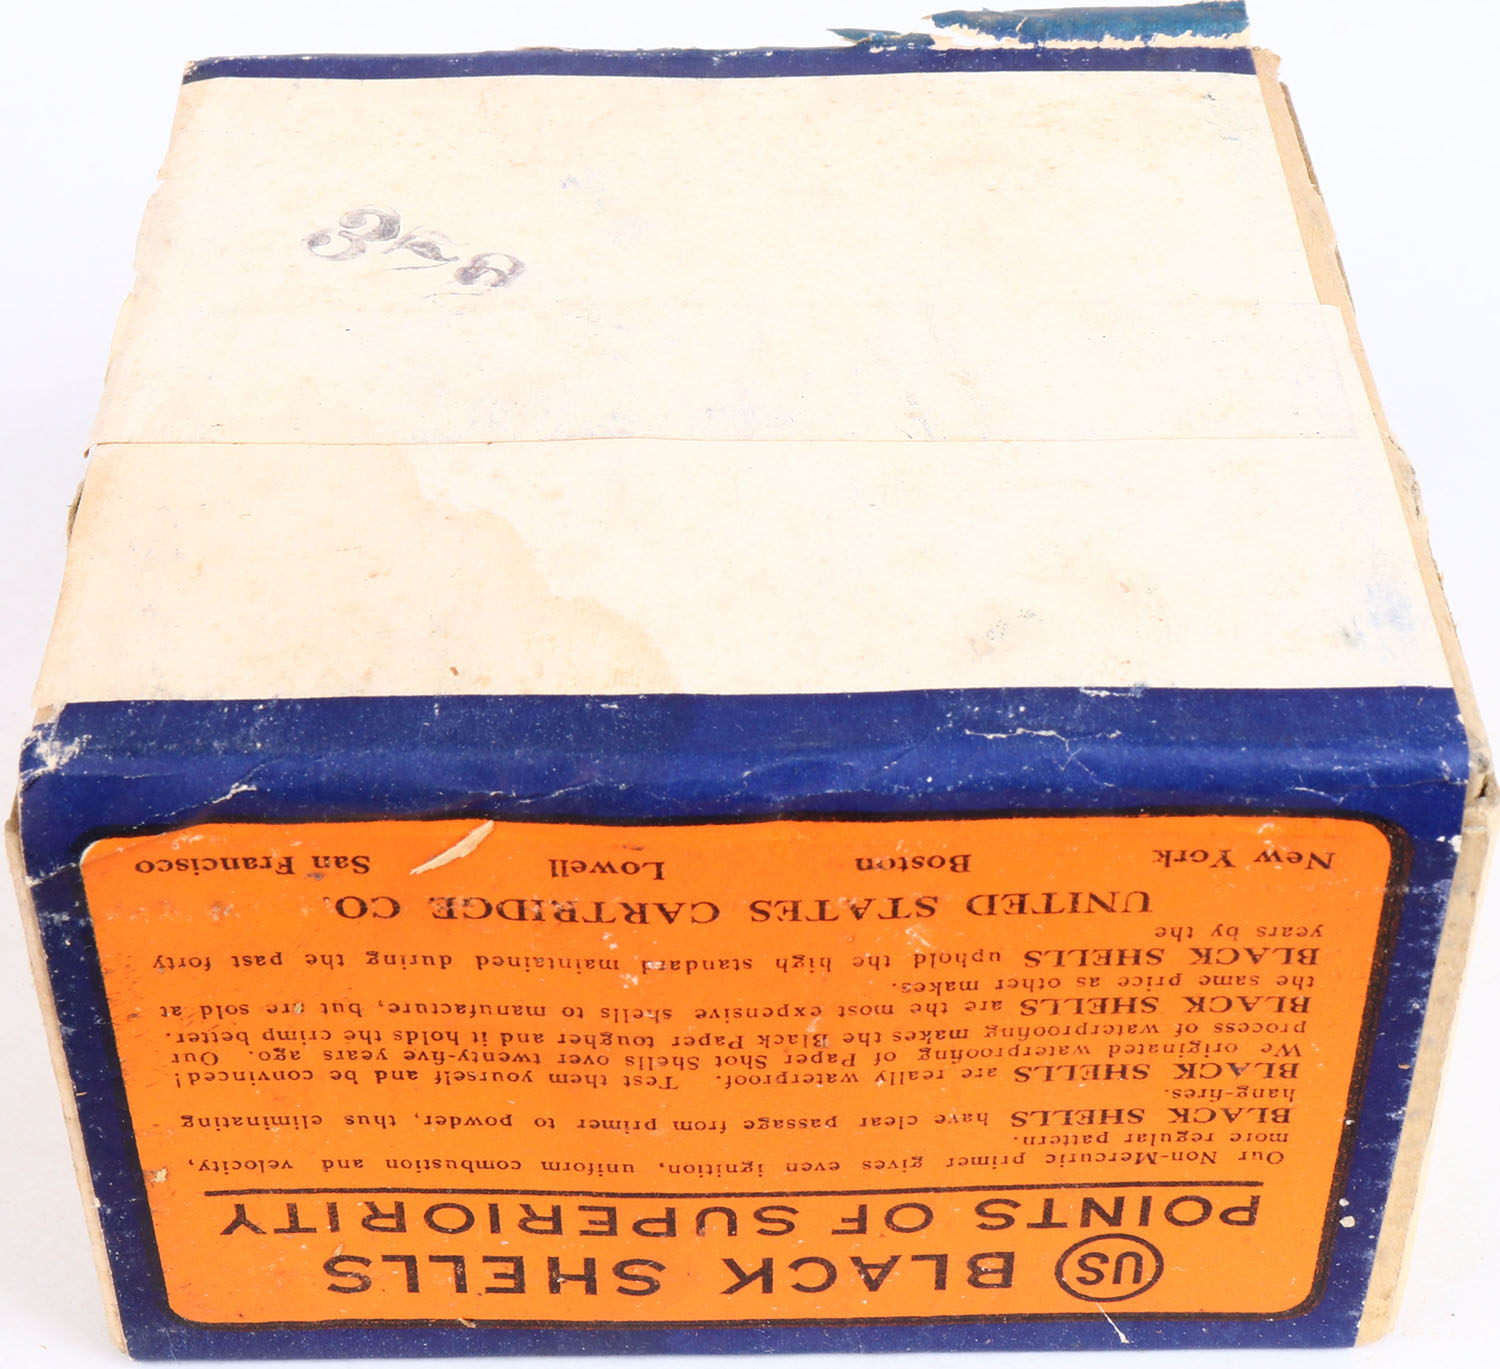 US BLACK SHELLS
POINTS OF SUPERIORITY
Our Non-Mercuric primer gives even ignition, uniform combustion and velocity,
more regular pattern.
BLACK SHELLS have clear passage from primer to powder, thus eliminating
hang-fires.
BLACK SHELLS are really waterproof. Test them yourself and be convinced!
We originated waterproofing of Paper Shot Shells over twenty-five years ago. Our
process of waterproofing makes the Black Paper tougher and it holds the crimp better.
BLACK SHELLS are the most expensive shells to manufacture, but are sold at
the same price as other makes.
BLACK SHELLS uphold the high standard maintained during the past forty
years by the
UNITED STATES CARTRIDGE CO.
New York Boston Lowell San Francisco